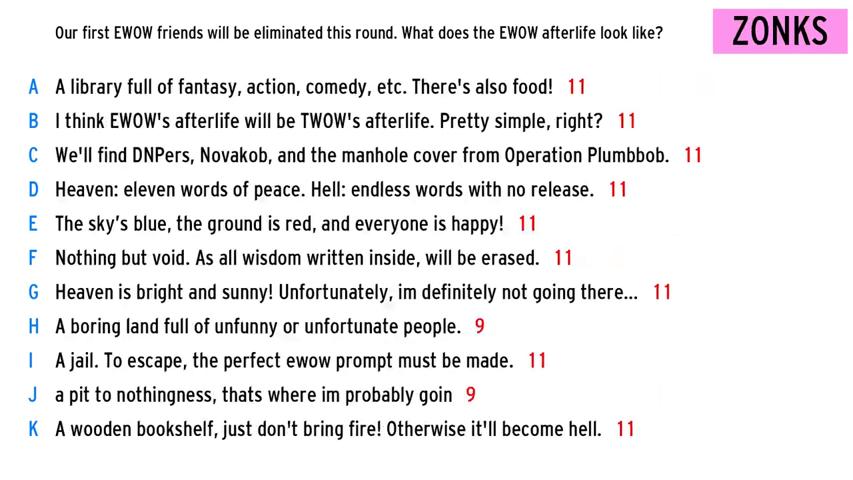 Our first EWOW friends will be eliminated this round. What does the EWOW afterlife look like?
ZONKS
A A library full of fantasy, action, comedy, etc. There's also food! 11
B I think EWOW's afterlife will be TWOW's afterlife. Pretty simple, right? 11
C We'll find DNPers, Novakob, and the manhole cover from Operation Plumbbob. 11
D Heaven: eleven words of peace. Hell: endless words with no release. 11
E The sky’s blue, the ground is red, and everyone is happy! 11
F Nothing but void. As all wisdom written inside, will be erased. 11
G Heaven is bright and sunny! Unfortunately, im definitely not going there... 11
H A boring land full of unfunny or unfortunate people. 9
I A jail. To escape, the perfect ewow prompt must be made. 11
J a pit to nothingness, thats where im probably goin 9
K A wooden bookshelf, just don't bring fire! Otherwise it'll become hell. 11